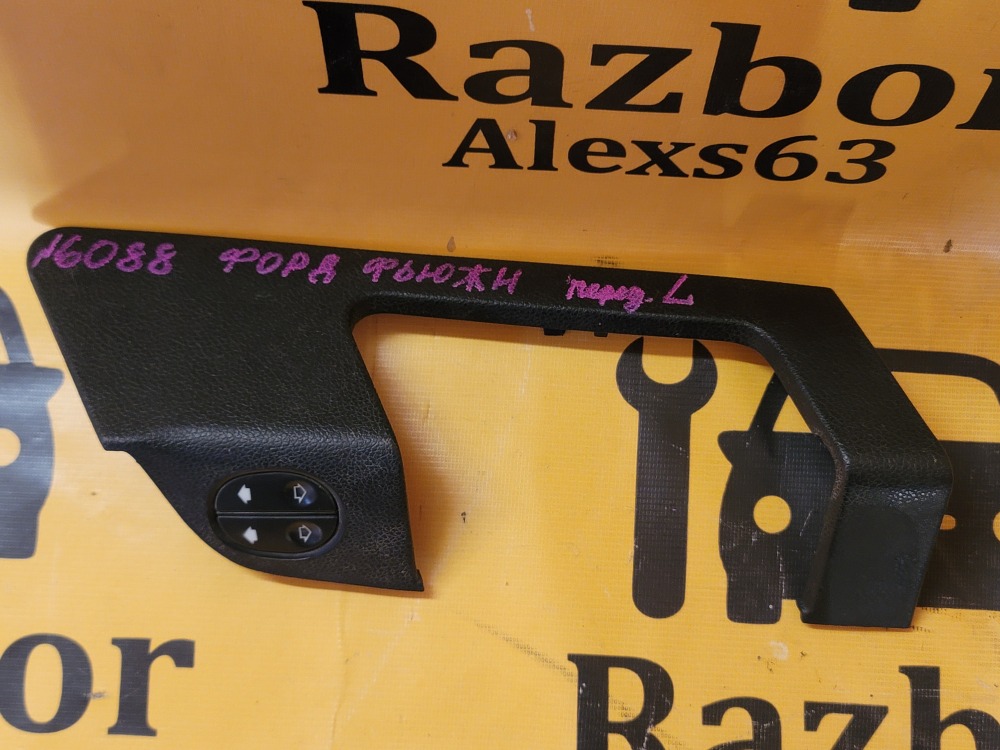 Razbor
Alexs63
16088 ФОРД ФЬЮЖН перед. L
or
Razb